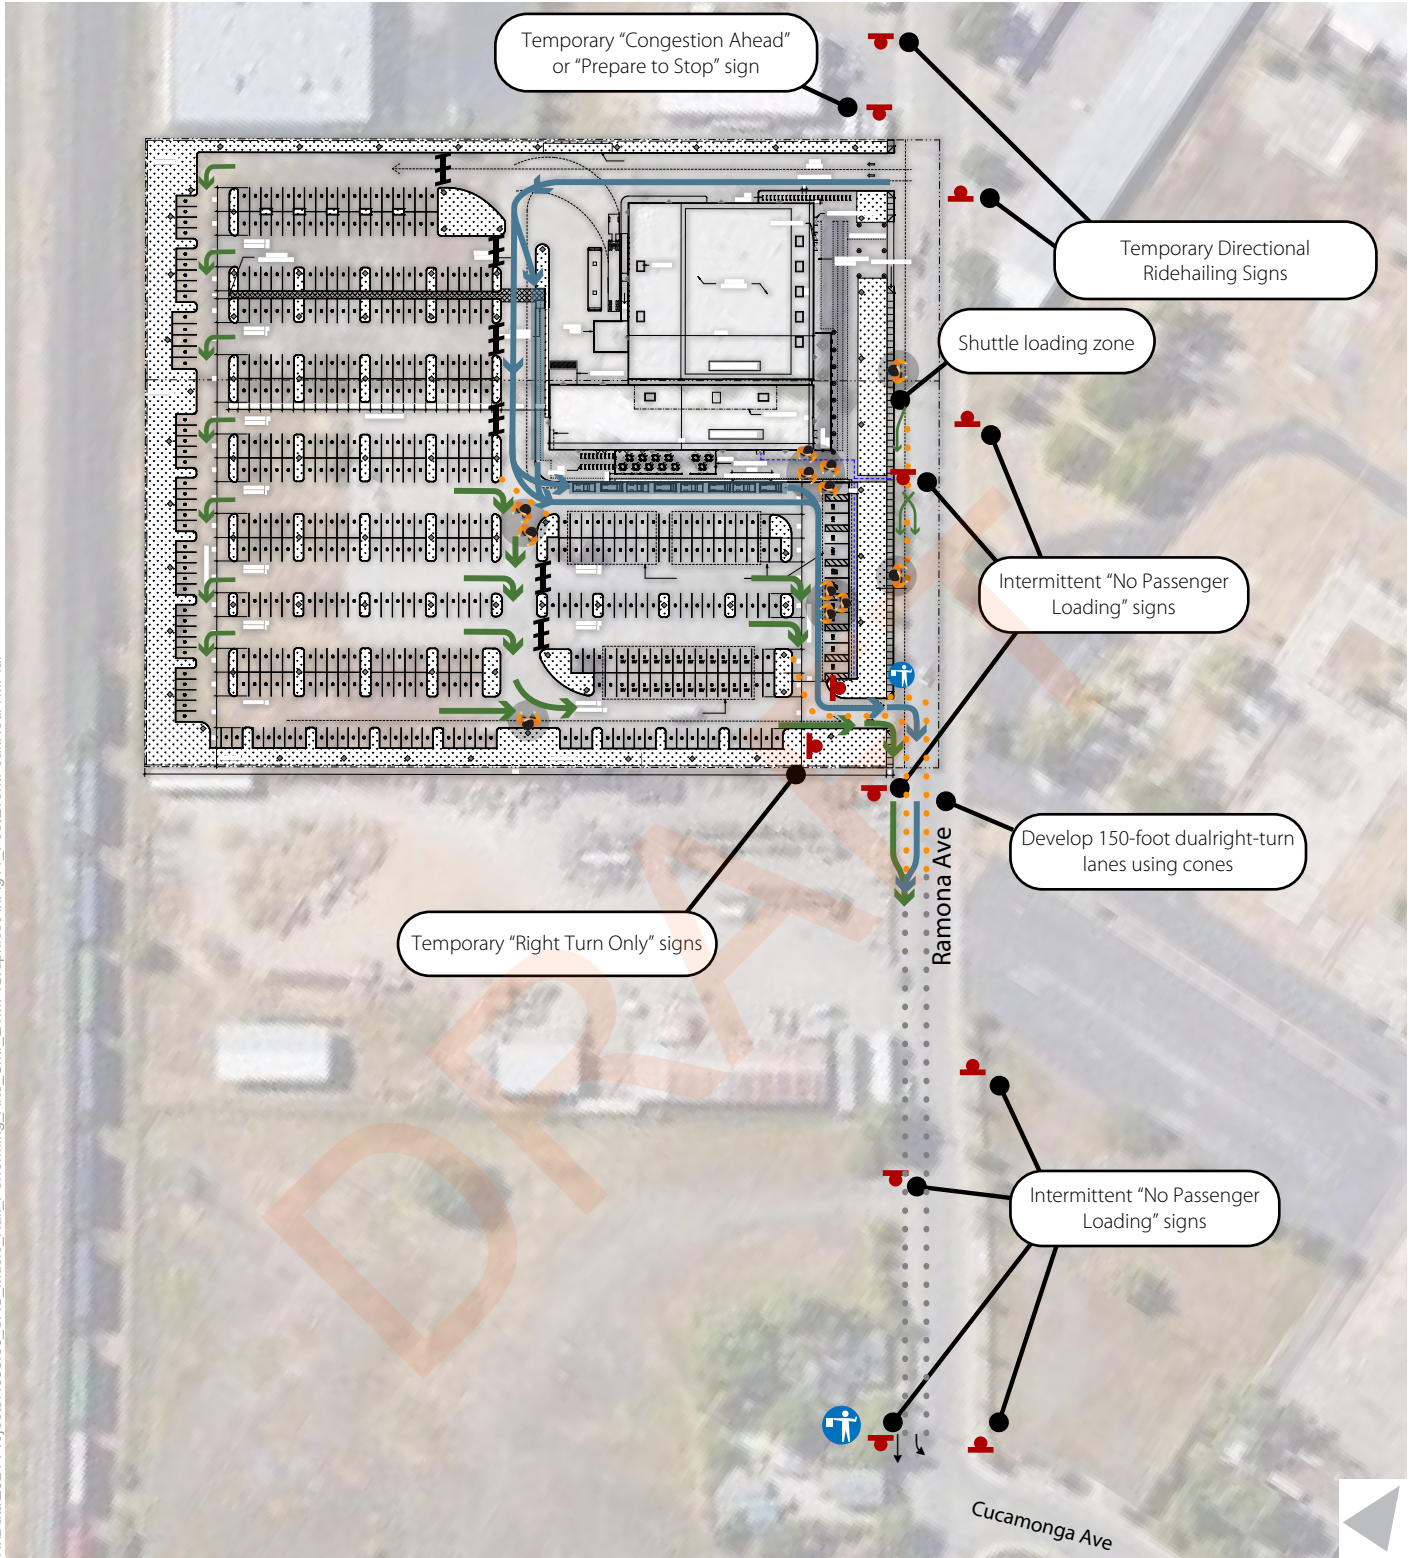 Temporary “Congestion Ahead”
or “Prepare to Stop” sign
Temporary Directional
Ridehailing Signs
Shuttle loading zone
Intermittent “No Passenger
Loading” signs
Develop 150-foot dualright-turn
lanes using cones
Ramona Ave
Temporary “Right Turn Only” signs
Intermittent “No Passenger
Loading” signs
Cucamonga Ave
DRAFT